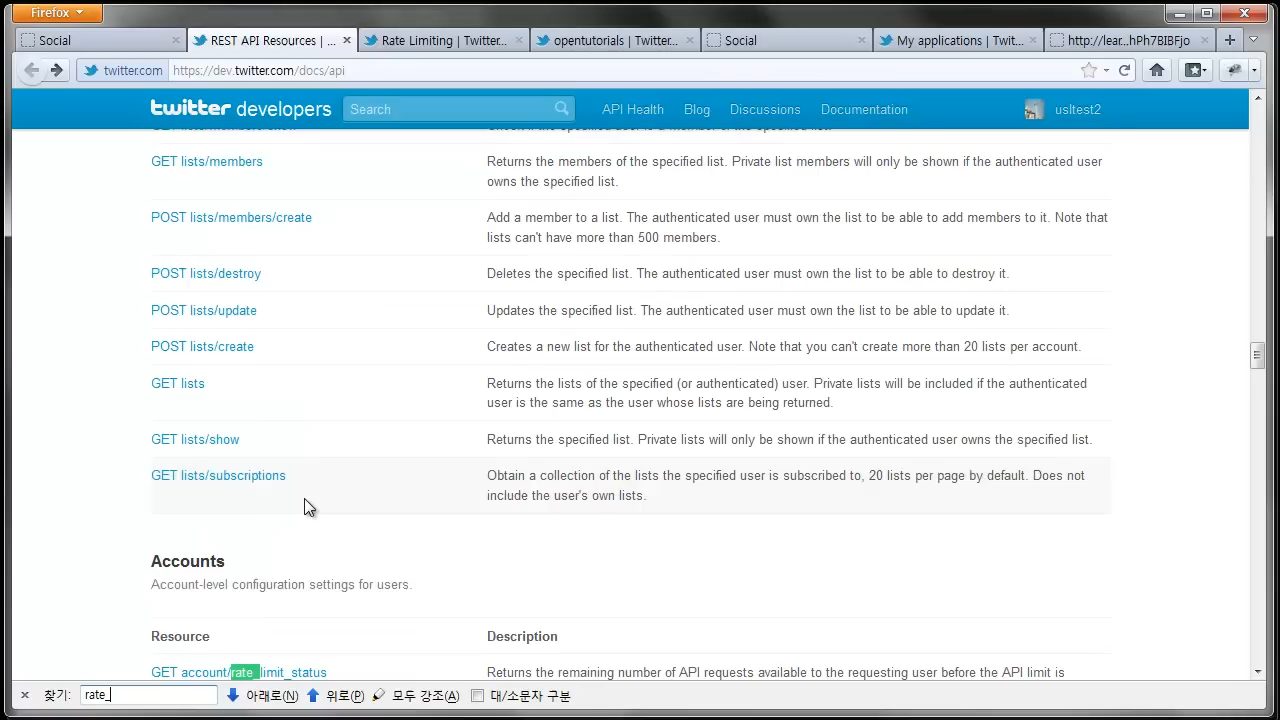 Firefox
Social
REST API Resources | ...
Rate Limiting | Twitter...
opentutorials | Twitter...
Social
My applications | Twit...
http://lear...hPh7BIBFjo
twitter.com
https://dev.twitter.com/docs/api
twitter developers
Search
API Health
Blog
Discussions
Documentation
usltest2
GET lists/members
Returns the members of the specified list. Private list members will only be shown if the authenticated user
owns the specified list.
POST lists/members/create
Add a member to a list. The authenticated user must own the list to be able to add members to it. Note that
lists can't have more than 500 members.
POST lists/destroy
Deletes the specified list. The authenticated user must own the list to be able to destroy it.
POST lists/update
Updates the specified list. The authenticated user must own the list to be able to update it.
POST lists/create
Creates a new list for the authenticated user. Note that you can't create more than 20 lists per account.
GET lists
Returns the lists of the specified (or authenticated) user. Private lists will be included if the authenticated
user is the same as the user whose lists are being returned.
GET lists/show
Returns the specified list. Private lists will only be shown if the authenticated user owns the specified list.
GET lists/subscriptions
Obtain a collection of the lists the specified user is subscribed to, 20 lists per page by default. Does not
include the user's own lists.
Accounts
Account-level configuration settings for users.
Resource
Description
GET account/rate_limit_status
Returns the remaining number of API requests available to the requesting user before the API limit is
찾기: rate_
아래로(N)
위로(P)
모두 강조(A)
대/소문자 구분